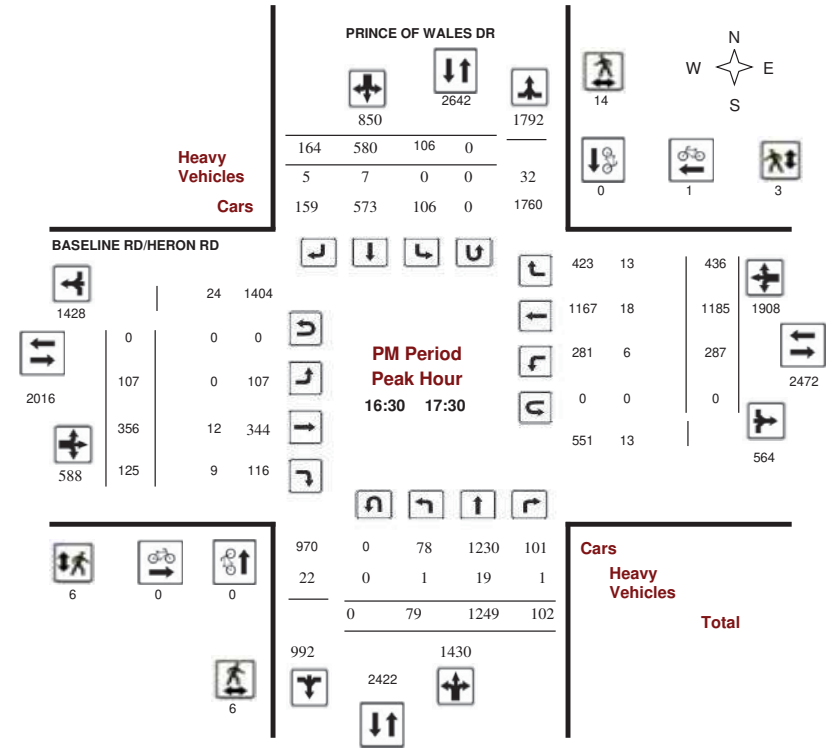 PRINCE OF WALES DR
N
W E
S
2642
14
850 1792
164 580 106 0
Heavy
Vehicles 5 7 0 0 32
Cars 159 573 106 0 1760
0 1 3
BASELINE RD/HERON RD
1428
24 1404
423 13 436
1908
0 0 0
1167 18 1185
2016
107 0 107
PM Period
Peak Hour
16:30 17:30
281 6 287
2472
356 12 344
0 0 0
588
125 9 116
551 13
564
970 0 78 1230 101 Cars
22 0 1 19 1 Heavy
Vehicles
0 79 1249 102 Total
6 0 0
992 1430
2422
6